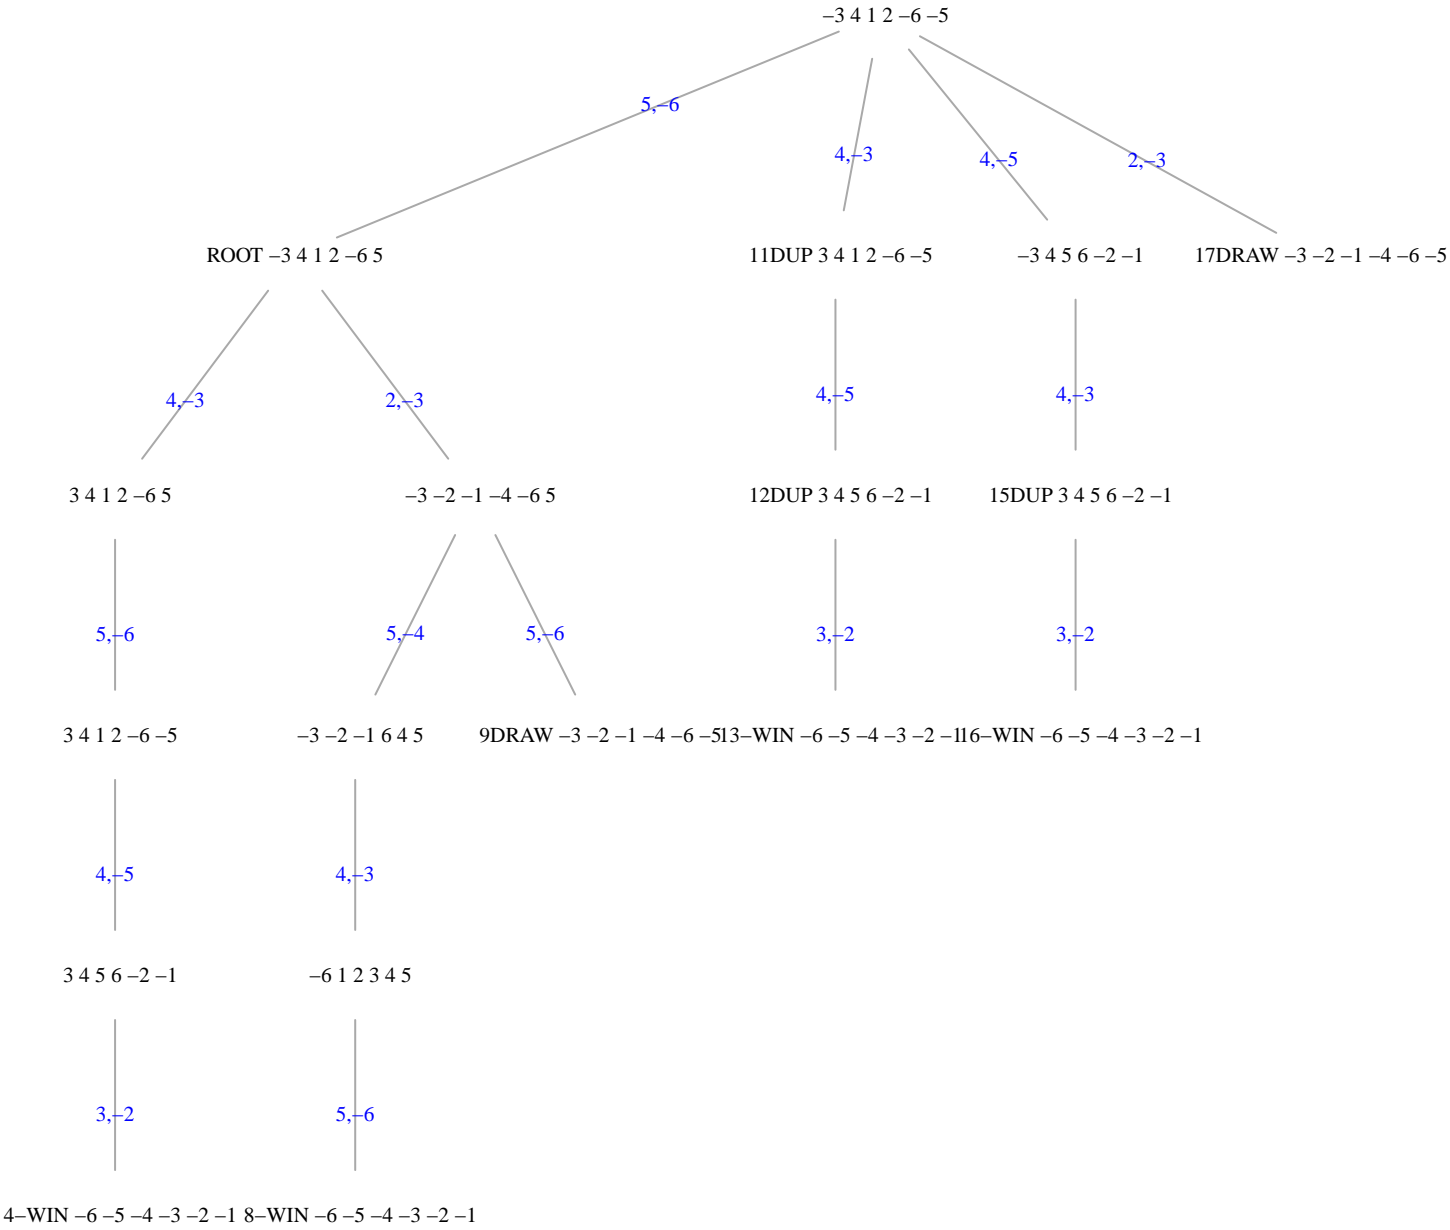 –3 4 1 2 –6 –5
5,–6
4,–3
4,–5
2,–3
ROOT –3 4 1 2 –6 5
11DUP 3 4 1 2 –6 –5
–3 4 5 6 –2 –1
17DRAW –3 –2 –1 –4 –6 –5
4,–3
2,–3
4,–5
4,–3
3 4 1 2 –6 5
–3 –2 –1 –4 –6 5
12DUP 3 4 5 6 –2 –1
15DUP 3 4 5 6 –2 –1
5,–6
5,–4
5,–6
3,–2
3,–2
3 4 1 2 –6 –5
–3 –2 –1 6 4 5
9DRAW –3 –2 –1 –4 –6 –5
13–WIN –6 –5 –4 –3 –2 –1
16–WIN –6 –5 –4 –3 –2 –1
4,–5
4,–3
3 4 5 6 –2 –1
–6 1 2 3 4 5
3,–2
5,–6
4–WIN –6 –5 –4 –3 –2 –1
8–WIN –6 –5 –4 –3 –2 –1